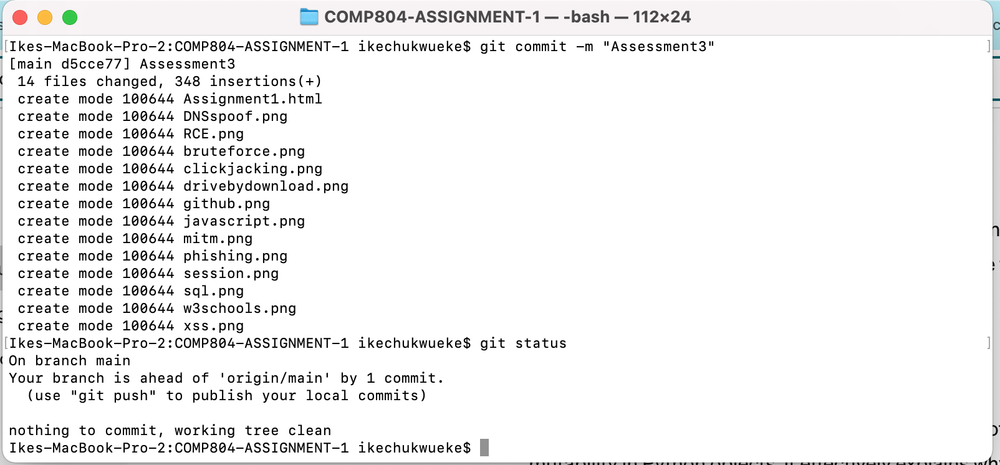 COMP804-ASSIGNMENT-1 — -bash — 112×24
[Ikes-MacBook-Pro-2:COMP804-ASSIGNMENT-1 ikechukwueke$ git commit -m "Assessment3" ]
[main d5cce77] Assessment3
14 files changed, 348 insertions(+)
create mode 100644 Assignment1.html
create mode 100644 DNSspoof.png
create mode 100644 RCE.png
create mode 100644 bruteforce.png
create mode 100644 clickjacking.png
create mode 100644 drivebydownload.png
create mode 100644 github.png
create mode 100644 javascript.png
create mode 100644 mitm.png
create mode 100644 phishing.png
create mode 100644 session.png
create mode 100644 sql.png
create mode 100644 w3schools.png
create mode 100644 xss.png
[Ikes-MacBook-Pro-2:COMP804-ASSIGNMENT-1 ikechukwueke$ git status ]
On branch main
Your branch is ahead of 'origin/main' by 1 commit.
(use "git push" to publish your local commits)
nothing to commit, working tree clean
Ikes-MacBook-Pro-2:COMP804-ASSIGNMENT-1 ikechukwueke$